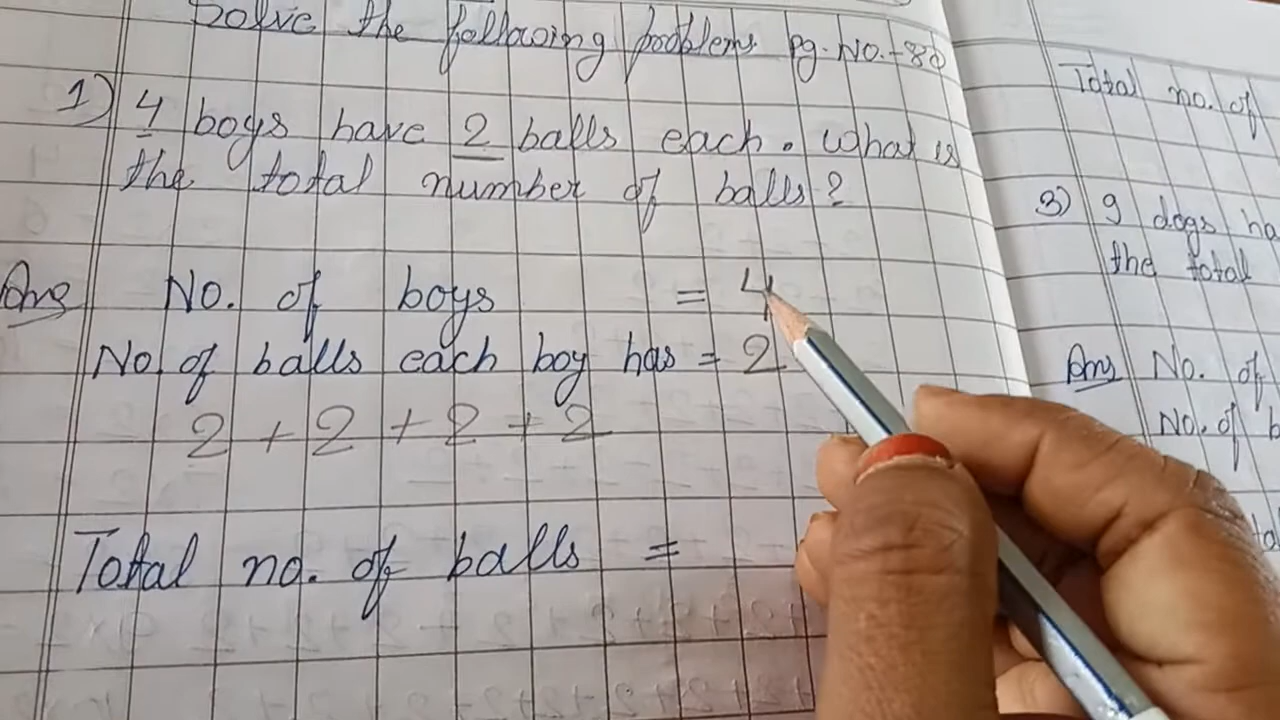 Solve the following problems pg. No. - 80
1) 4 boys have 2 balls each. What is
the total number of balls?
Ans No. of boys = 4
No. of balls each boy has = 2
2 + 2 + 2 + 2
Total no. of balls =
Total no. of
3) 9 dogs ha
the total
Ans No. of
No. of b